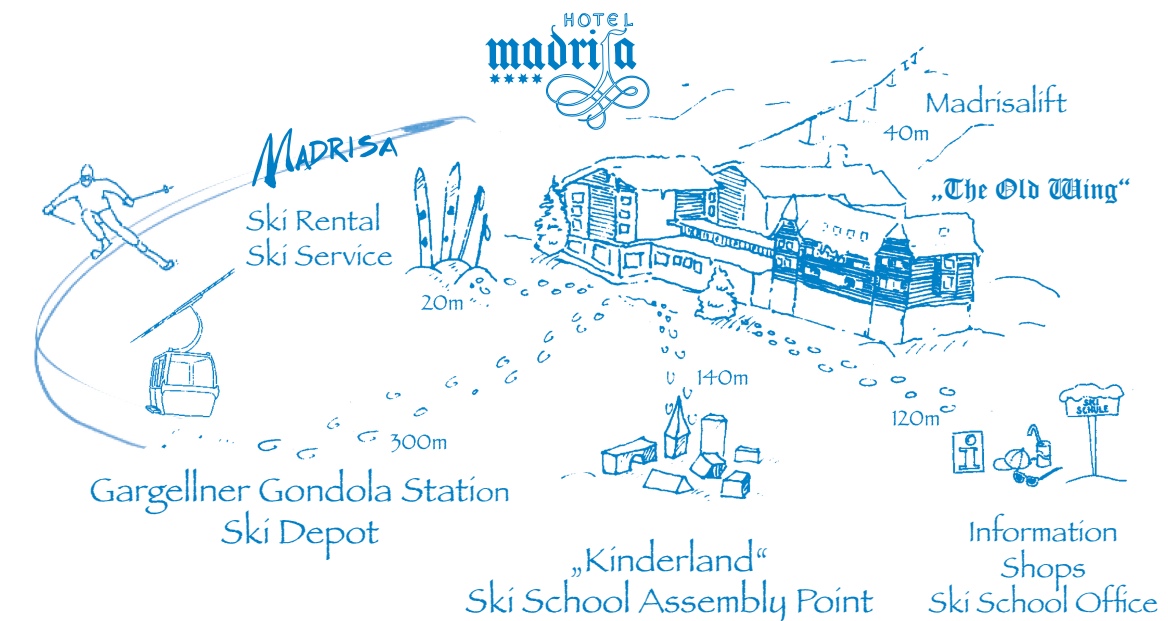 HOTEL
madrisa
Madrisalift
40m
MADRISA
„The Old Wing“
Ski Rental
Ski Service
20m
140m
SKI
SCHULE
120m
300m
i
Gargellner Gondola Station
Ski Depot
Information
Shops
Ski School Office
„Kinderland“
Ski School Assembly Point